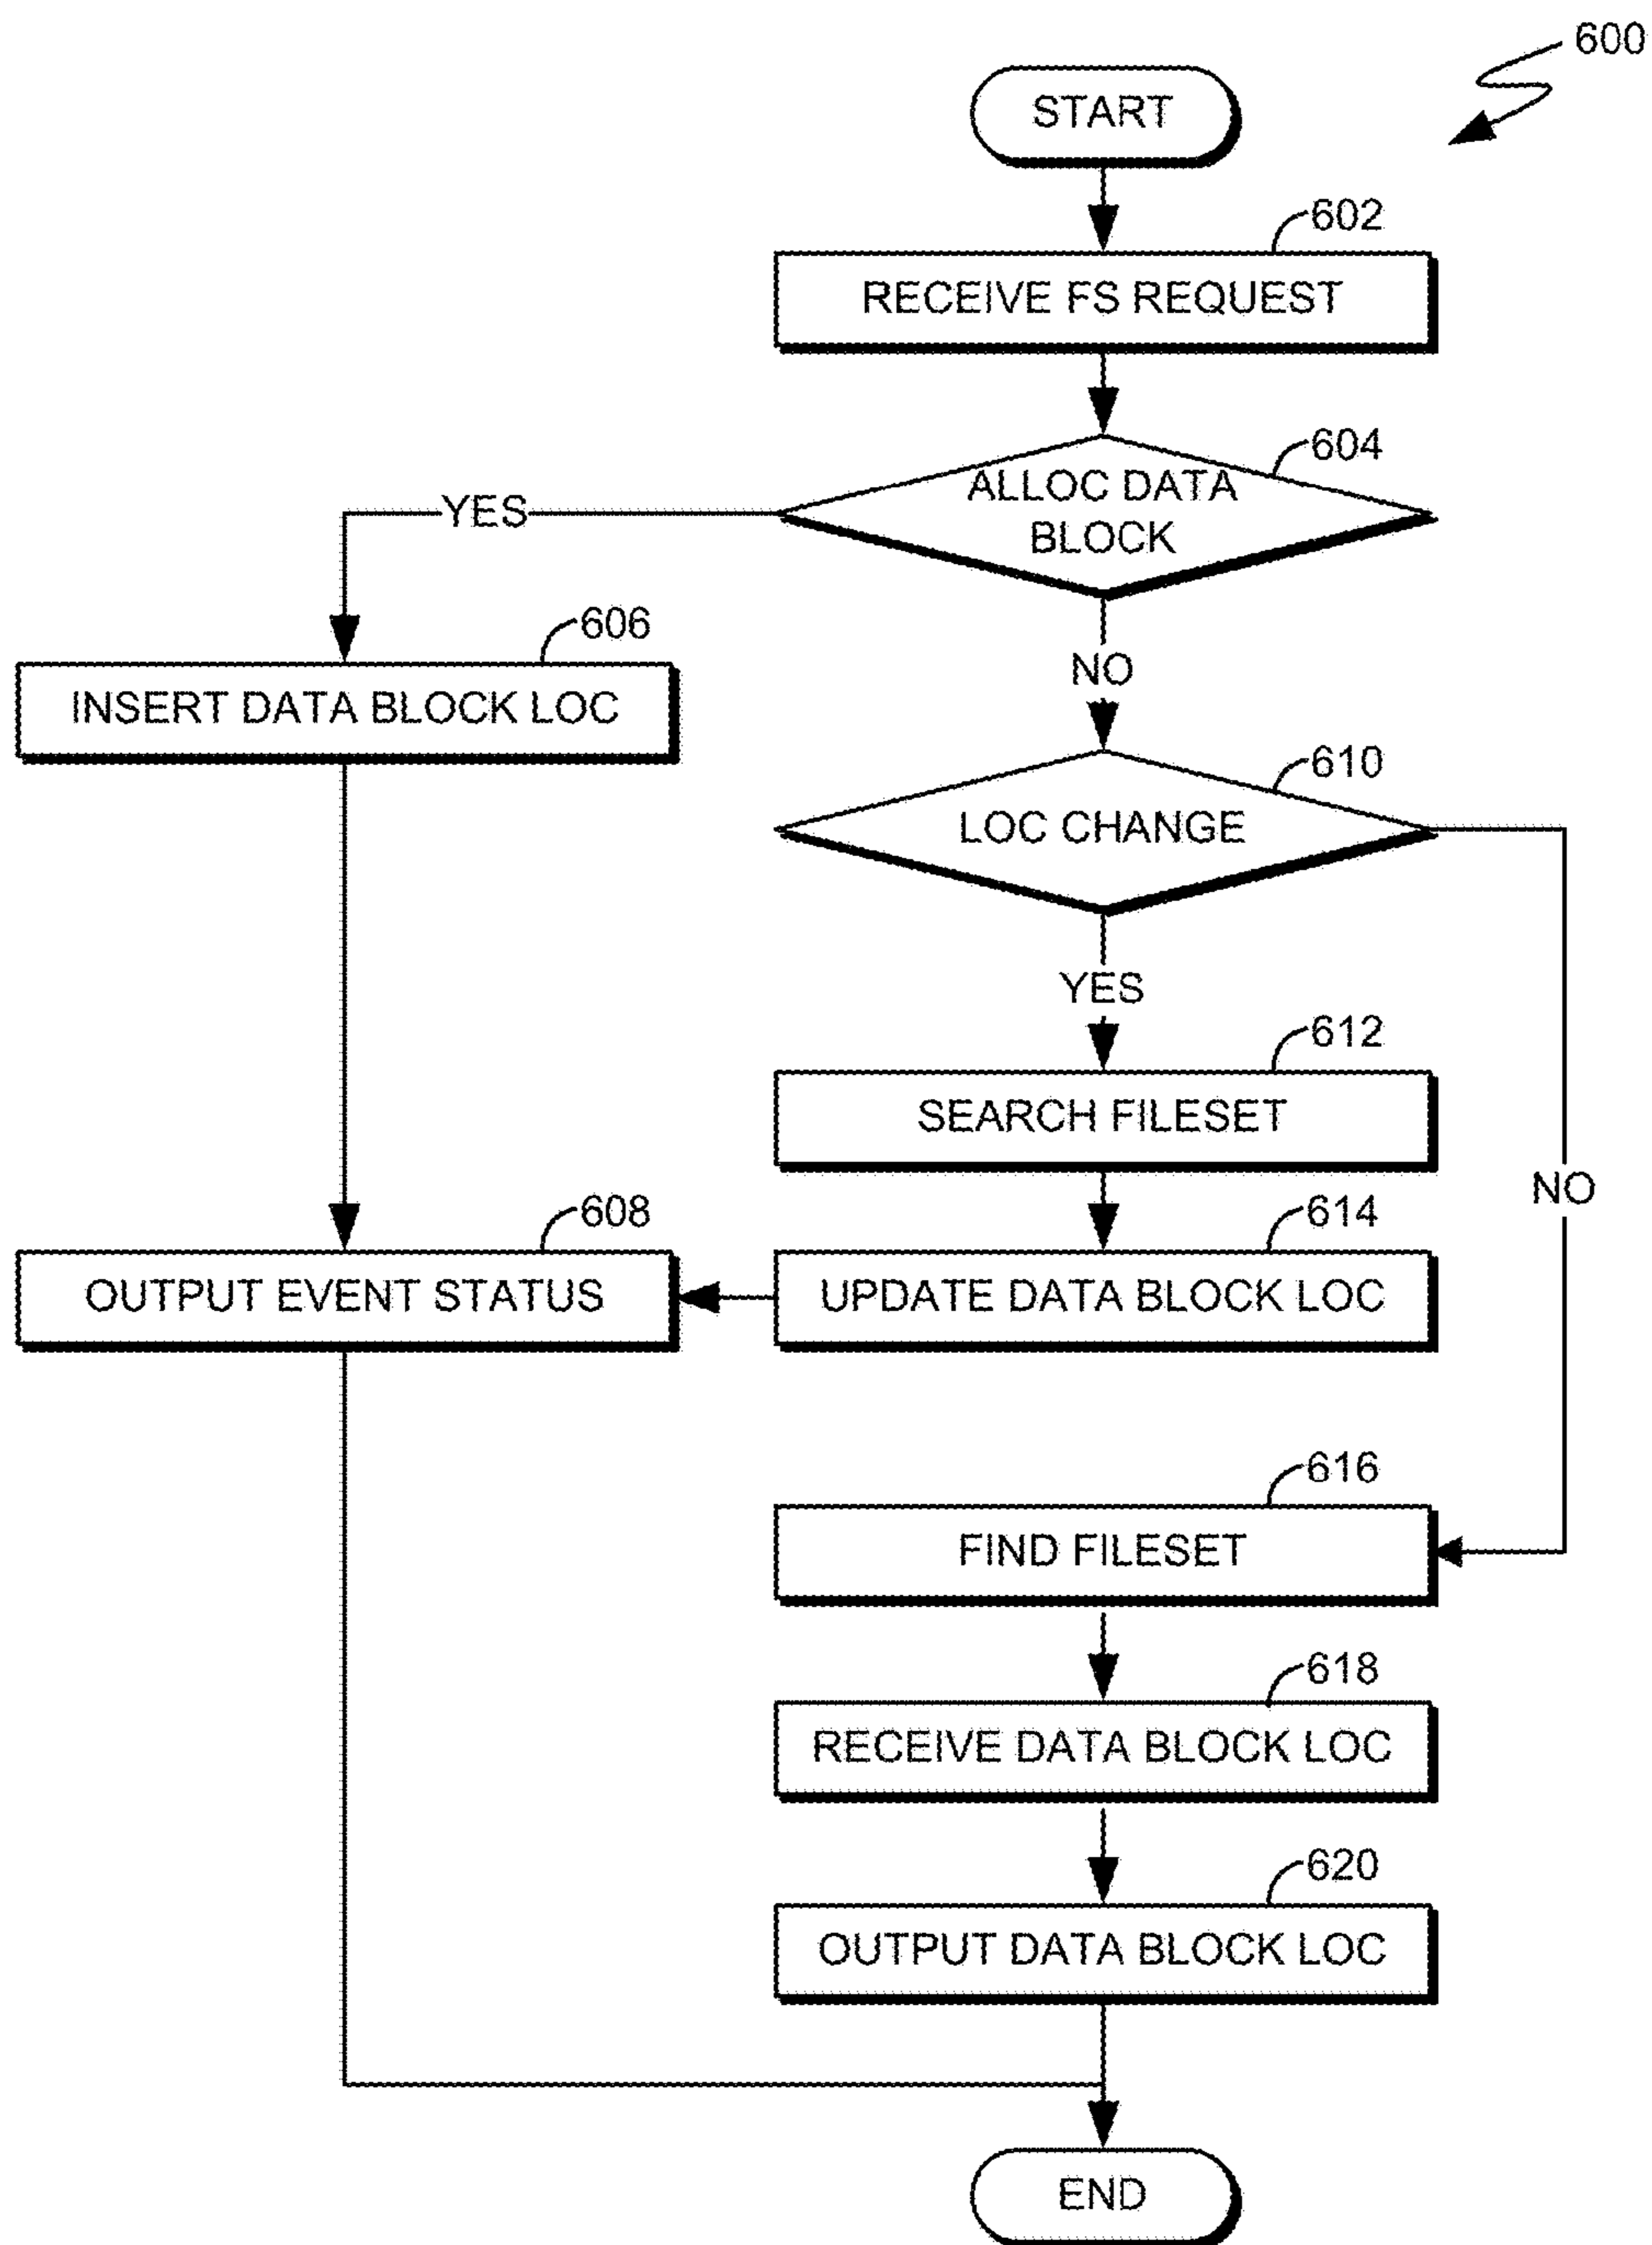 600
START
602
RECEIVE FS REQUEST
604
ALLOC DATA
BLOCK
YES
NO
606
INSERT DATA BLOCK LOC
610
LOC CHANGE
YES
NO
612
SEARCH FILESET
608
OUTPUT EVENT STATUS
614
UPDATE DATA BLOCK LOC
616
FIND FILESET
618
RECEIVE DATA BLOCK LOC
620
OUTPUT DATA BLOCK LOC
END